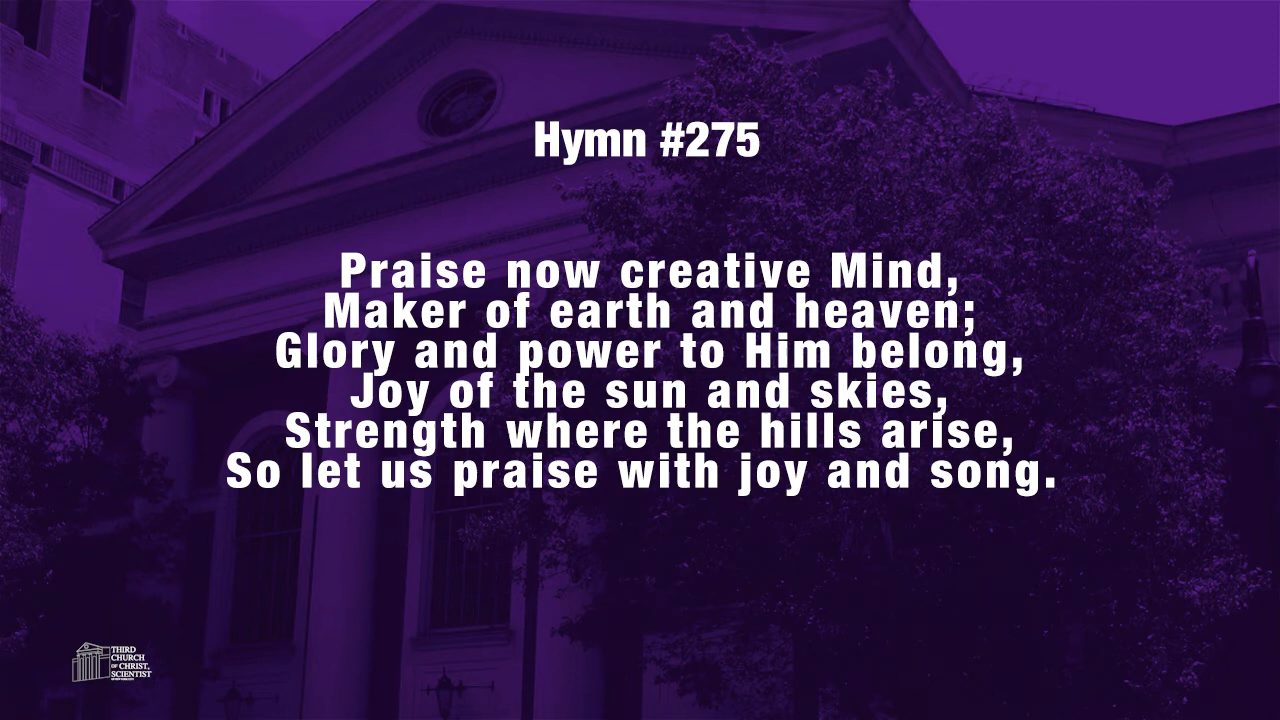 Hymn #275
Praise now creative Mind,
Maker of earth and heaven;
Glory and power to Him belong,
Joy of the sun and skies,
Strength where the hills arise,
So let us praise with joy and song.
THIRD
CHURCH
OF CHRIST,
SCIENTIST